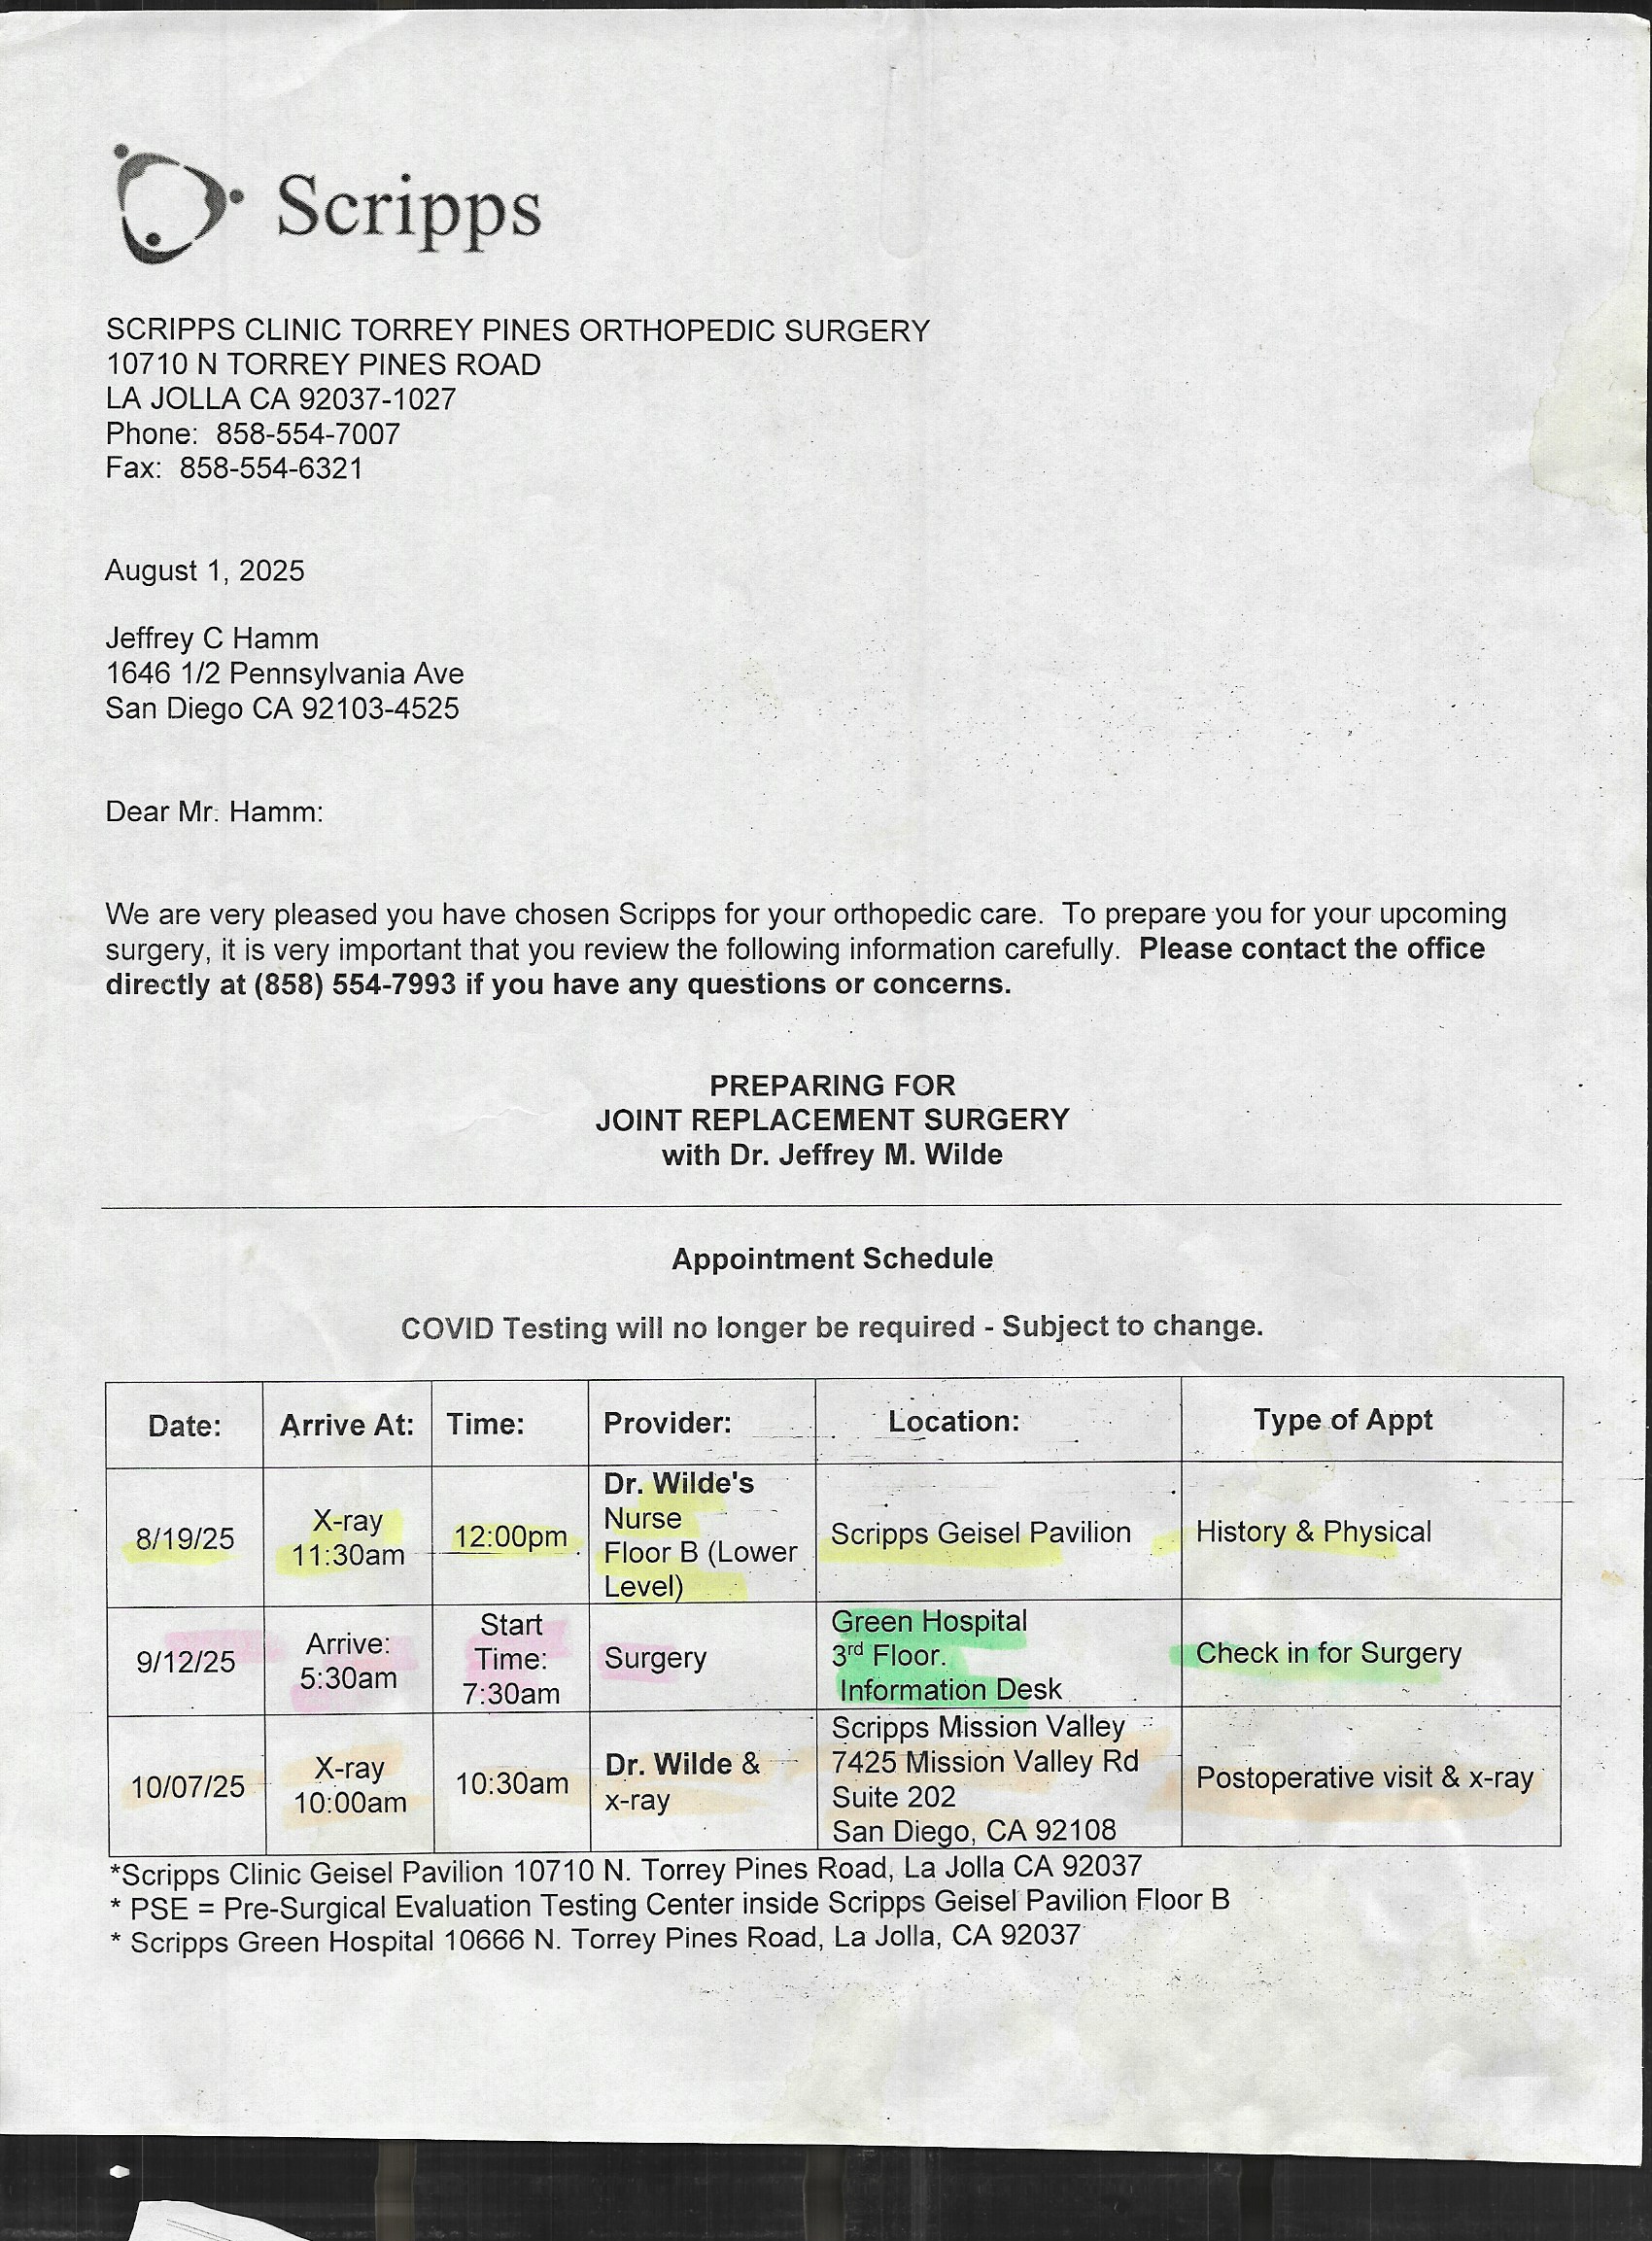 Scripps
SCRIPPS CLINIC TORREY PINES ORTHOPEDIC SURGERY
10710 N TORREY PINES ROAD
LA JOLLA CA 92037-1027
Phone: 858-554-7007
Fax: 858-554-6321
August 1, 2025
Jeffrey C Hamm
1646 1/2 Pennsylvania Ave
San Diego CA 92103-4525
Dear Mr. Hamm:
We are very pleased you have chosen Scripps for your orthopedic care. To prepare you for your upcoming
surgery, it is very important that you review the following information carefully. Please contact the office
directly at (858) 554-7993 if you have any questions or concerns.
PREPARING FOR
JOINT REPLACEMENT SURGERY
with Dr. Jeffrey M. Wilde
Appointment Schedule
COVID Testing will no longer be required - Subject to change.
Date: Arrive At: Time: Provider: Location: Type of Appt
8/19/25
X-ray
11:30am
12:00pm
Dr. Wilde's
Nurse
Floor B (Lower
Level)
Scripps Geisel Pavilion
History & Physical
9/12/25
Arrive:
5:30am
Start
Time:
7:30am
Surgery
Green Hospital
3rd Floor.
Information Desk
Check in for Surgery
10/07/25
X-ray
10:00am
10:30am
Dr. Wilde &
x-ray
Scripps Mission Valley
7425 Mission Valley Rd
Suite 202
San Diego, CA 92108
Postoperative visit & x-ray
*Scripps Clinic Geisel Pavilion 10710 N. Torrey Pines Road, La Jolla CA 92037
* PSE = Pre-Surgical Evaluation Testing Center inside Scripps Geisel Pavilion Floor B
* Scripps Green Hospital 10666 N. Torrey Pines Road, La Jolla, CA 92037